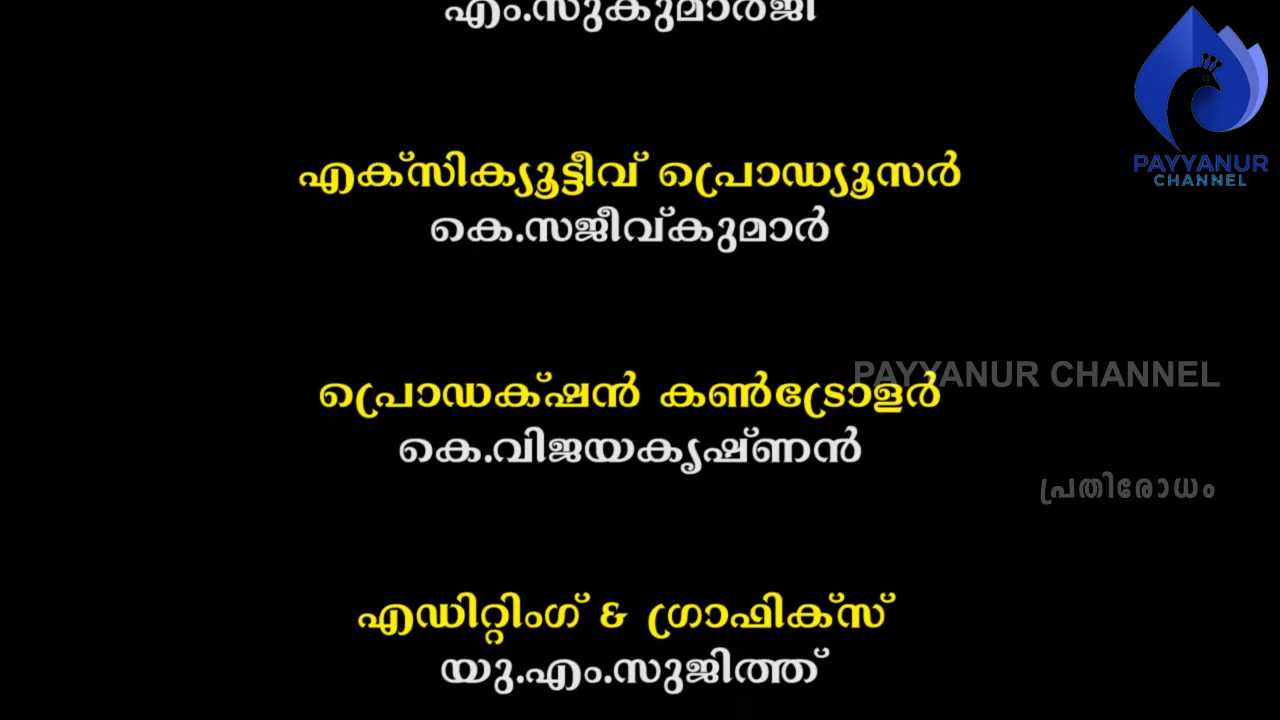 എം.സുകുമാർജി
എക്സിക്യൂട്ടീവ് പ്രൊഡ്യൂസർ
കെ.സജീവ്കുമാർ
പ്രൊഡക്ഷൻ കൺട്രോളർ
കെ.വിജയകൃഷ്ണൻ
എഡിറ്റിംഗ് & ഗ്രാഫിക്സ്
യു.എം.സുജിത്ത്
PAYYANUR
CHANNEL
PAYYANUR CHANNEL
പ്രതിരോധം